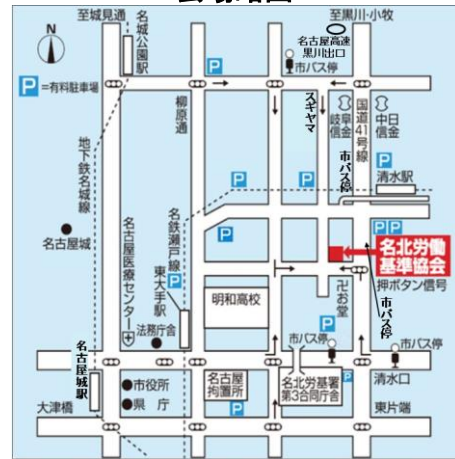 至城見通
至黒川・小牧
名古屋高速
黒川出口
市バス停
N
名城公園駅
P
P
=有料駐車場
柳原通
スギヤマ
岐阜信金
国道41号線
中日信金
P
市バス停
清水駅
地下鉄名城線
P
P
名古屋城
名鉄瀬戸線
P
P
P P
名北労働
基準協会
名古屋医療センター
東大手駅
P
押ボタン信号
明和高校
卍お堂
市バス停
法務庁舎
P
市バス停
市バス停
名古屋城駅
清水口
市役所
県庁
名古屋
拘置所
名北労基署
第3合同庁舎
大津橋
東片端